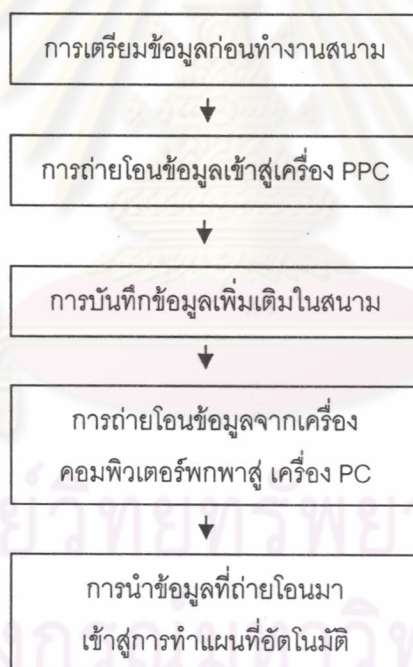 การเตรียมข้อมูลก่อนทำงานสนาม
การถ่ายโอนข้อมูลเข้าสู่เครื่อง PPC
การบันทึกข้อมูลเพิ่มเติมในสนาม
การถ่ายโอนข้อมูลจากเครื่อง
คอมพิวเตอร์พกพาสู่ เครื่อง PC
การนำข้อมูลที่ถ่ายโอนมา
เข้าสู่การทำแผนที่อัตโนมัติ